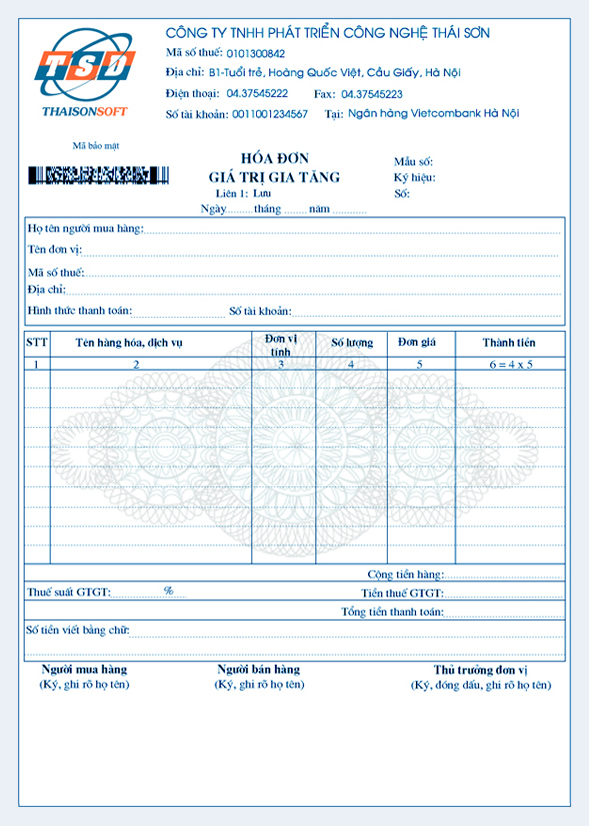 TSD
THAISONSOFT
CÔNG TY TNHH PHÁT TRIỂN CÔNG NGHỆ THÁI SƠN
Mã số thuế: 0101300842
Địa chỉ: B1-Tuổi trẻ, Hoàng Quốc Việt, Cầu Giấy, Hà Nội
Điện thoại: 04.37545222 Fax: 04.37545223
Số tài khoản: 0011001234567 Tại: Ngân hàng Vietcombank Hà Nội
Mã bảo mật
HÓA ĐƠN
GIÁ TRỊ GIA TĂNG
Liên 1: Lưu
Ngày......... tháng ........ năm ............
Mẫu số:
Ký hiệu:
Số:
Họ tên người mua hàng:
Tên đơn vị:
Mã số thuế:
Địa chỉ:
Hình thức thanh toán: Số tài khoản:
STT Tên hàng hóa, dịch vụ Đơn vị tính Số lượng Đơn giá Thành tiền
1 2 3 4 5 6 = 4 x 5
Cộng tiền hàng:
Thuế suất GTGT: % Tiền thuế GTGT:
Tổng tiền thanh toán:
Số tiền viết bằng chữ:
Người mua hàng Người bán hàng Thủ trưởng đơn vị
(Ký, ghi rõ họ tên) (Ký, ghi rõ họ tên) (Ký, đóng dấu, ghi rõ họ tên)